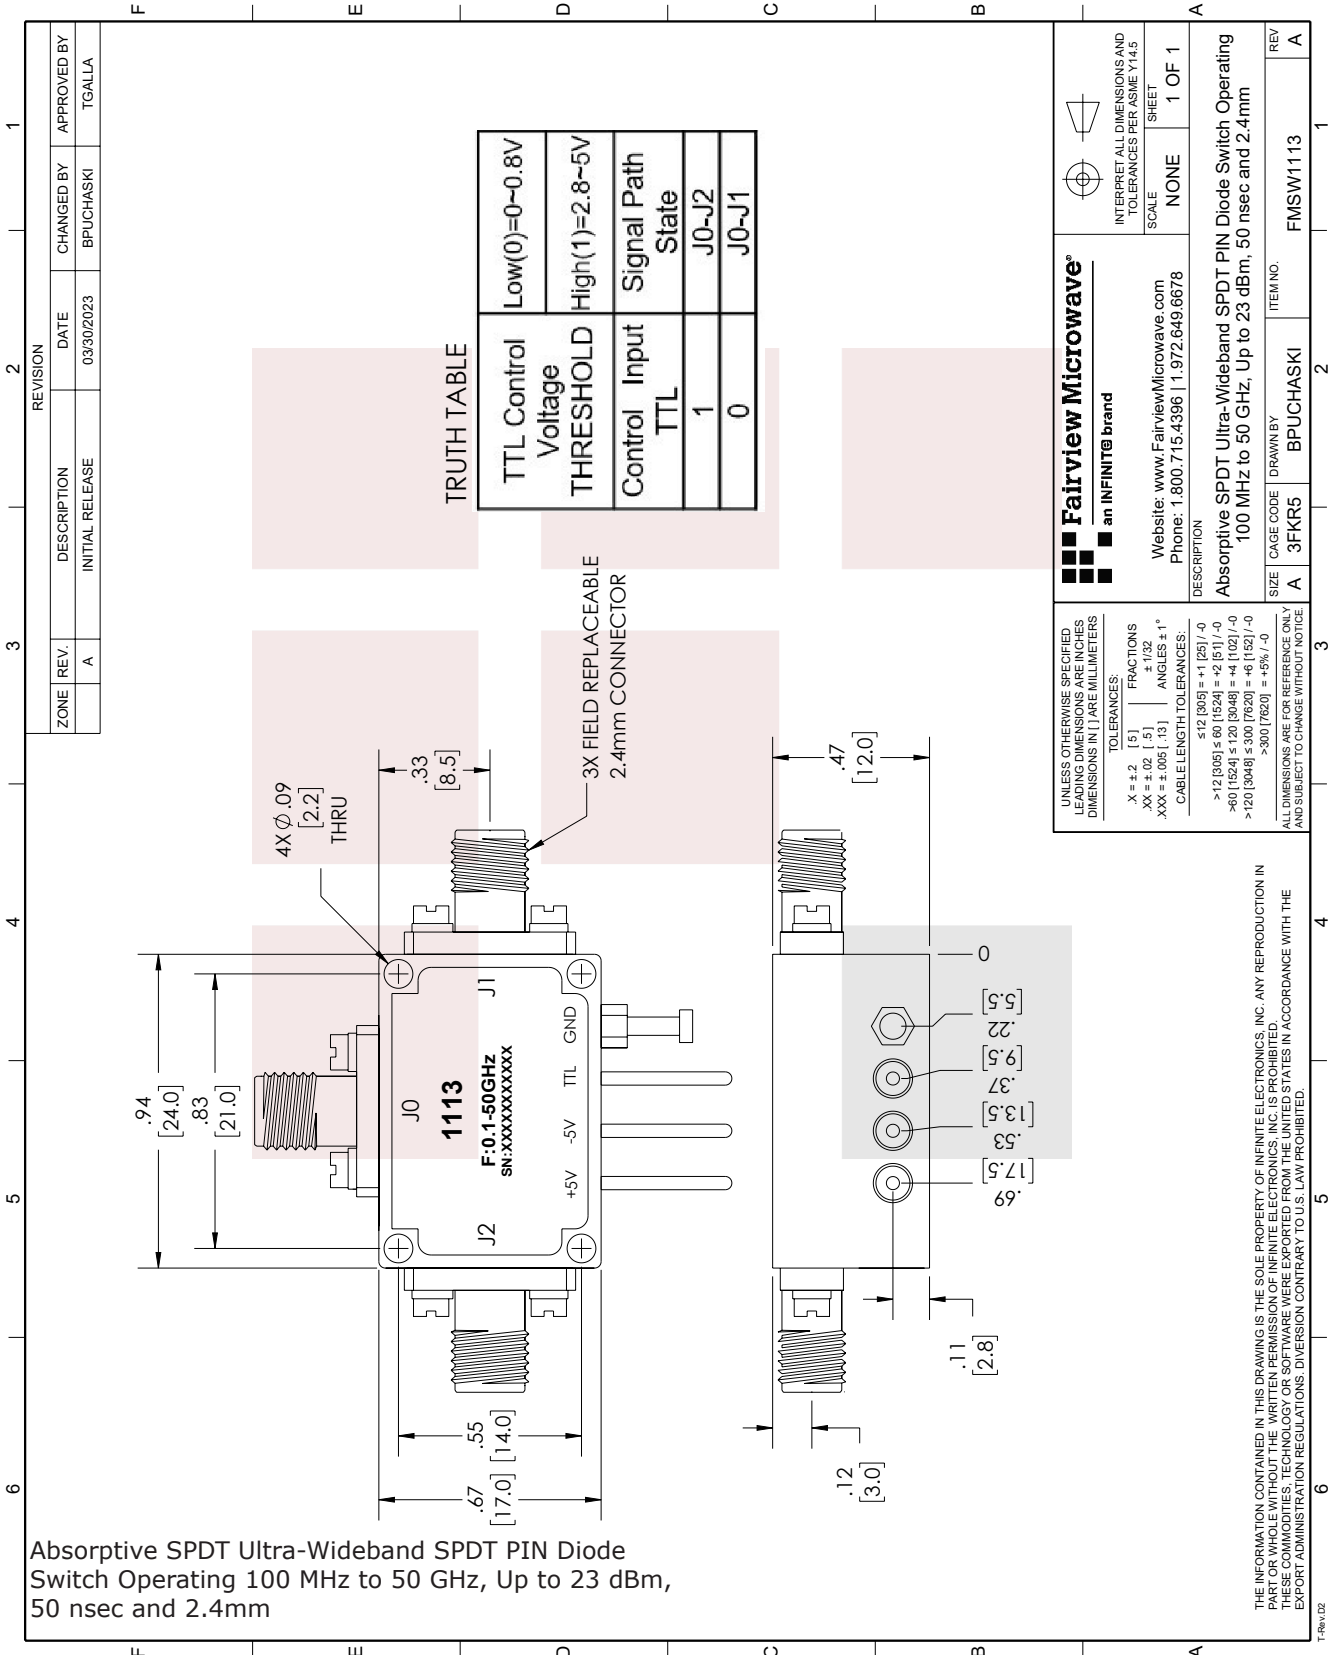 REVISION
ZONE REV. DESCRIPTION DATE CHANGED BY APPROVED BY
A INITIAL RELEASE 03/30/2023 BPUCHASKI TGALLA
6 5 4 3 2 1
F
E
D
C
B
A
.94
[24.0]
.83
[21.0]
4X Ø .09
[2.2]
THRU
.33
[8.5]
3X FIELD REPLACEABLE
2.4mm CONNECTOR
.67
[17.0]
.55
[14.0]
J0
J2
J1
1113
F:0.1-50GHz
SN:XXXXXXXXXXX
+5V -5V TTL GND
TRUTH TABLE
TTL Control
Voltage
THRESHOLD
Low(0)=0~0.8V
High(1)=2.8~5V
Control Input
TTL
Signal Path
State
1 J0-J2
0 J0-J1
.47
[12.0]
.12
[3.0]
.11
[2.8]
.69
[17.5]
.53
[13.5]
.37
[9.5]
.22
[5.5]
0
UNLESS OTHERWISE SPECIFIED
LEADING DIMENSIONS ARE INCHES
DIMENSIONS IN [ ] ARE MILLIMETERS
TOLERANCES:
.X = ±.2 [5] FRACTIONS
.XX = ±.02 [.5] ± 1/32
.XXX = ±.005 [.13] ANGLES ± 1°
CABLE LENGTH TOLERANCES:
≤12 [305] = +1 [25] / -0
>12 [305] ≤ 60 [1524] = +2 [51] / -0
>60 [1524] ≤ 120 [3048] = +4 [102] / -0
>120 [3048] ≤ 300 [7620] = +6 [152] / -0
>300 [7620] = +5% / -0
ALL DIMENSIONS ARE FOR REFERENCE ONLY
AND SUBJECT TO CHANGE WITHOUT NOTICE.
Fairview Microwave®
an INFINIT@ brand
Website: www.FairviewMicrowave.com
Phone: 1.800.715.4396 | 1.972.649.6678
INTERPRET ALL DIMENSIONS AND
TOLERANCES PER ASME Y14.5
SCALE
NONE
SHEET
1 OF 1
DESCRIPTION
Absorptive SPDT Ultra-Wideband SPDT PIN Diode Switch Operating
100 MHz to 50 GHz, Up to 23 dBm, 50 nsec and 2.4mm
SIZE
A
CAGE CODE
3FKR5
DRAWN BY
BPUCHASKI
ITEM NO.
FMSW1113
REV
A
THE INFORMATION CONTAINED IN THIS DRAWING IS THE SOLE PROPERTY OF INFINITE ELECTRONICS, INC. ANY REPRODUCTION IN
PART OR WHOLE WITHOUT THE WRITTEN PERMISSION OF INFINITE ELECTRONICS, INC. IS PROHIBITED.
THESE COMMODITIES, TECHNOLOGY OR SOFTWARE WERE EXPORTED FROM THE UNITED STATES IN ACCORDANCE WITH THE
EXPORT ADMINISTRATION REGULATIONS. DIVERSION CONTRARY TO U.S. LAW PROHIBITED.
6 5 4 3 2 1
F
E
D
C
B
A
T-Rev.D2
Absorptive SPDT Ultra-Wideband SPDT PIN Diode
Switch Operating 100 MHz to 50 GHz, Up to 23 dBm,
50 nsec and 2.4mm